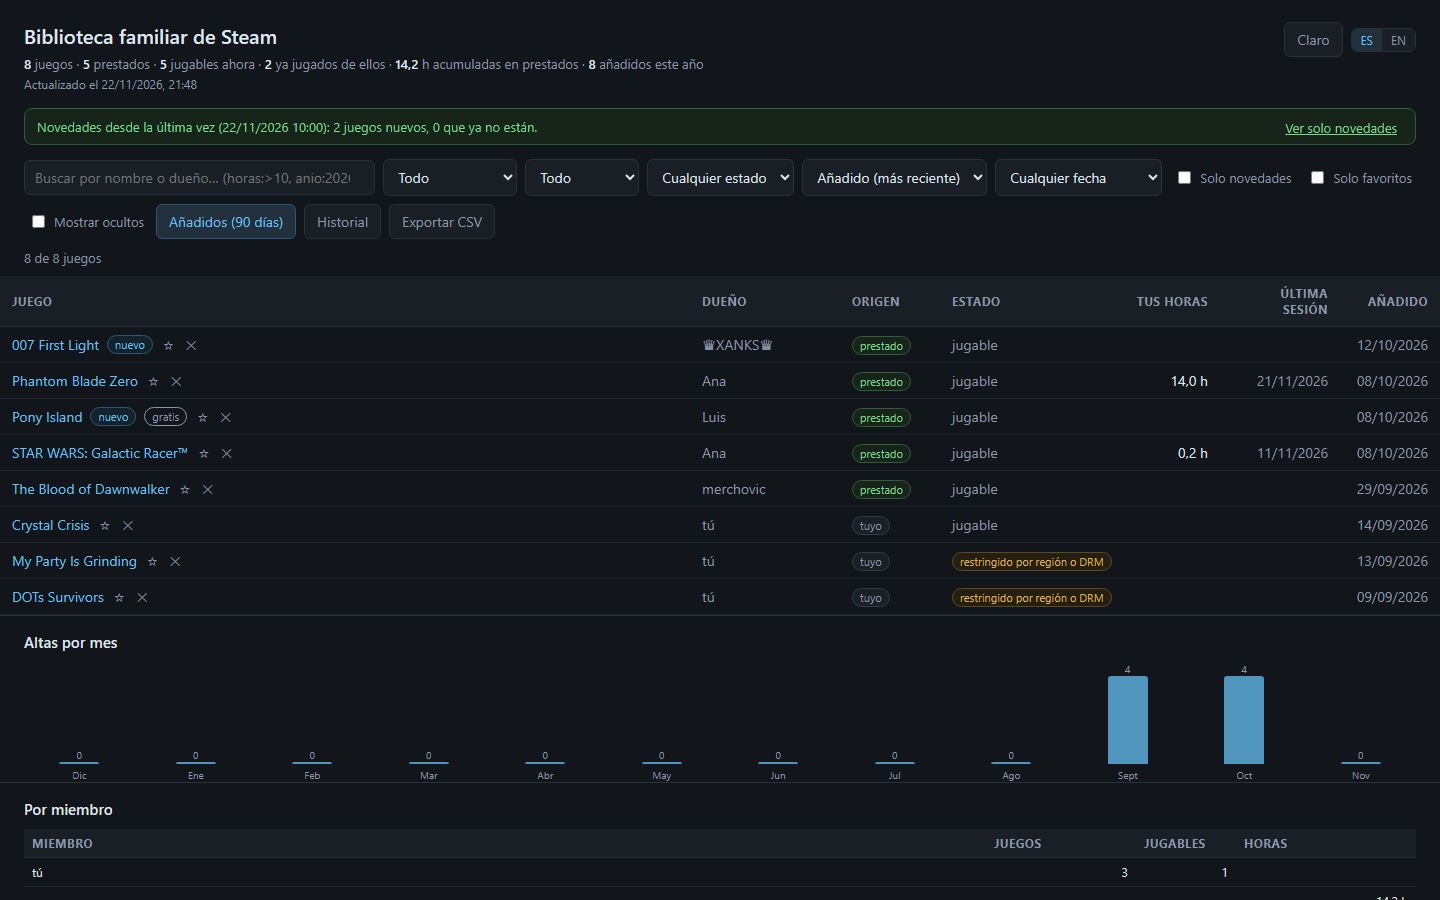 Biblioteca familiar de Steam
Claro ES EN
8 juegos · 5 prestados · 5 jugables ahora · 2 ya jugados de ellos · 14,2 h acumuladas en prestados · 8 añadidos este año
Actualizado el 22/11/2026, 21:48
Novedades desde la última vez (22/11/2026 10:00): 2 juegos nuevos, 0 que ya no están. Ver solo novedades
Buscar por nombre o dueño... (horas:>10, anio:2026 Todo Todo Cualquier estado Añadido (más reciente) Cualquier fecha Solo novedades Solo favoritos
Mostrar ocultos Añadidos (90 días) Historial Exportar CSV
8 de 8 juegos
JUEGO DUEÑO ORIGEN ESTADO TUS HORAS ÚLTIMA SESIÓN AÑADIDO
007 First Light nuevo ☆ ✕ ♛XANKS♛ prestado jugable 12/10/2026
Phantom Blade Zero ☆ ✕ Ana prestado jugable 14,0 h 21/11/2026 08/10/2026
Pony Island nuevo gratis ☆ ✕ Luis prestado jugable 08/10/2026
STAR WARS: Galactic Racer™ ☆ ✕ Ana prestado jugable 0,2 h 11/11/2026 08/10/2026
The Blood of Dawnwalker ☆ ✕ merchovic prestado jugable 29/09/2026
Crystal Crisis ☆ ✕ tú tuyo jugable 14/09/2026
My Party Is Grinding ☆ ✕ tú tuyo restringido por región o DRM 13/09/2026
DOTs Survivors ☆ ✕ tú tuyo restringido por región o DRM 09/09/2026
Altas por mes
0 0 0 0 0 0 0 0 0 4 4 0
Dic Ene Feb Mar Abr May Jun Jul Ago Sept Oct Nov
Por miembro
MIEMBRO JUEGOS JUGABLES HORAS
tú 3 1